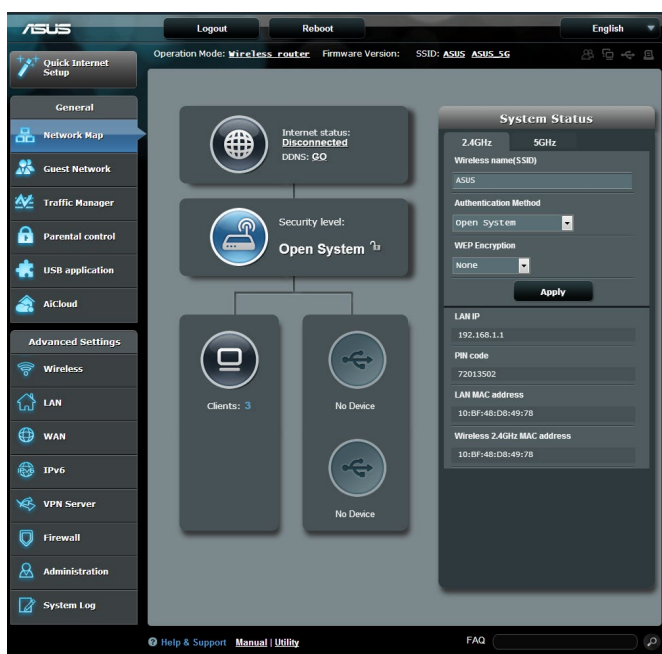 ASUS
Logout
Reboot
English
Quick Internet
Setup
Operation Mode: Wireless router Firmware Version: SSID: ASUS ASUS_5G
General
Network Map
Guest Network
Traffic Manager
Parental control
USB application
AiCloud
Advanced Settings
Wireless
LAN
WAN
IPv6
IPv6
VPN Server
Firewall
Administration
System Log
Internet status:
Disconnected
DDNS: GO
Security level:
Open System
Clients: 3
No Device
No Device
System Status
2.4GHz
5GHz
Wireless name(SSID)
ASUS
Authentication Method
Open System
WEP Encryption
None
Apply
LAN IP
192.168.1.1
PIN code
72013502
LAN MAC address
10:BF:48:D8:49:78
Wireless 2.4GHz MAC address
10:BF:48:D8:49:78
? Help & Support Manual | Utility
FAQ